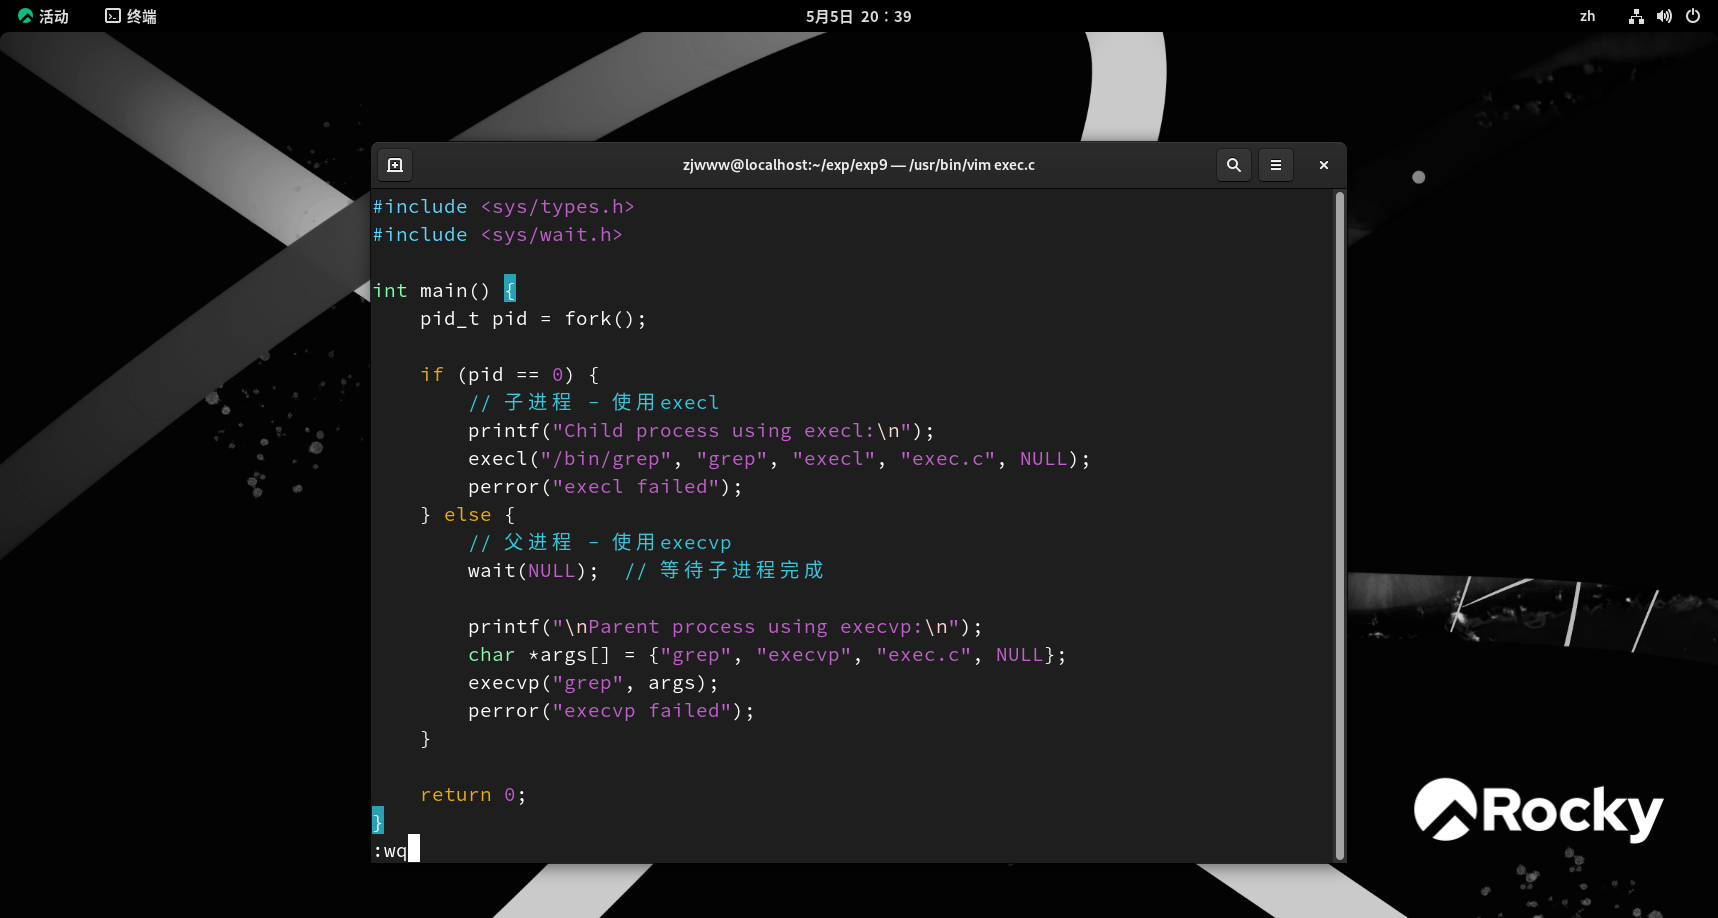 活动 终端 5月5日 20：39 zh
zjwww@localhost:~/exp/exp9 — /usr/bin/vim exec.c
#include <sys/types.h>
#include <sys/wait.h>
int main() {
    pid_t pid = fork();
    if (pid == 0) {
        // 子进程 - 使用execl
        printf("Child process using execl:\n");
        execl("/bin/grep", "grep", "execl", "exec.c", NULL);
        perror("execl failed");
    } else {
        // 父进程 - 使用execvp
        wait(NULL);  // 等待子进程完成
        printf("\nParent process using execvp:\n");
        char *args[] = {"grep", "execvp", "exec.c", NULL};
        execvp("grep", args);
        perror("execvp failed");
    }
    return 0;
}
:wq
Rocky